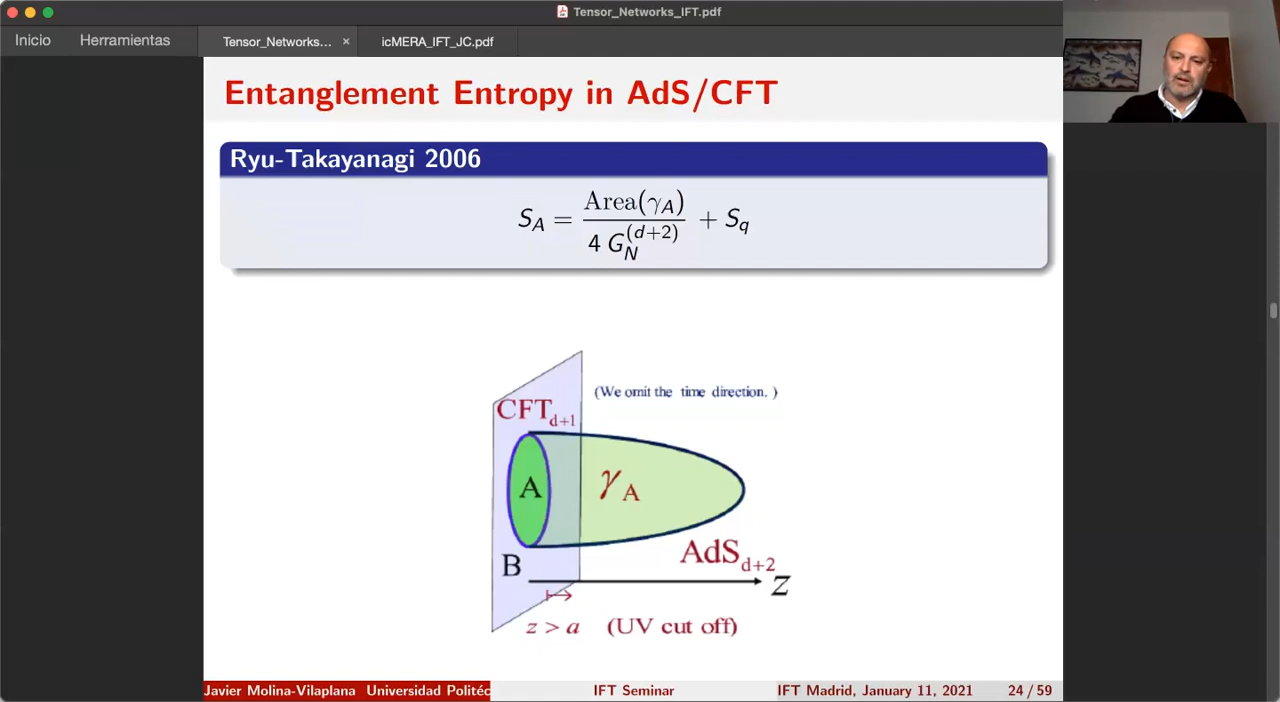 Tensor_Networks_IFT.pdf
Inicio Herramientas Tensor_Networks... × icMERA_IFT_JC.pdf
Entanglement Entropy in AdS/CFT
Ryu-Takayanagi 2006
S_A = Area(γ_A) / 4 G_N^(d+2) + S_q
(We omit the time direction. )
CFT_d+1
A
γ_A
B
AdS_d+2
z
z > a (UV cut off)
Javier Molina-Vilaplana Universidad Politéc IFT Seminar IFT Madrid, January 11, 2021 24 / 59